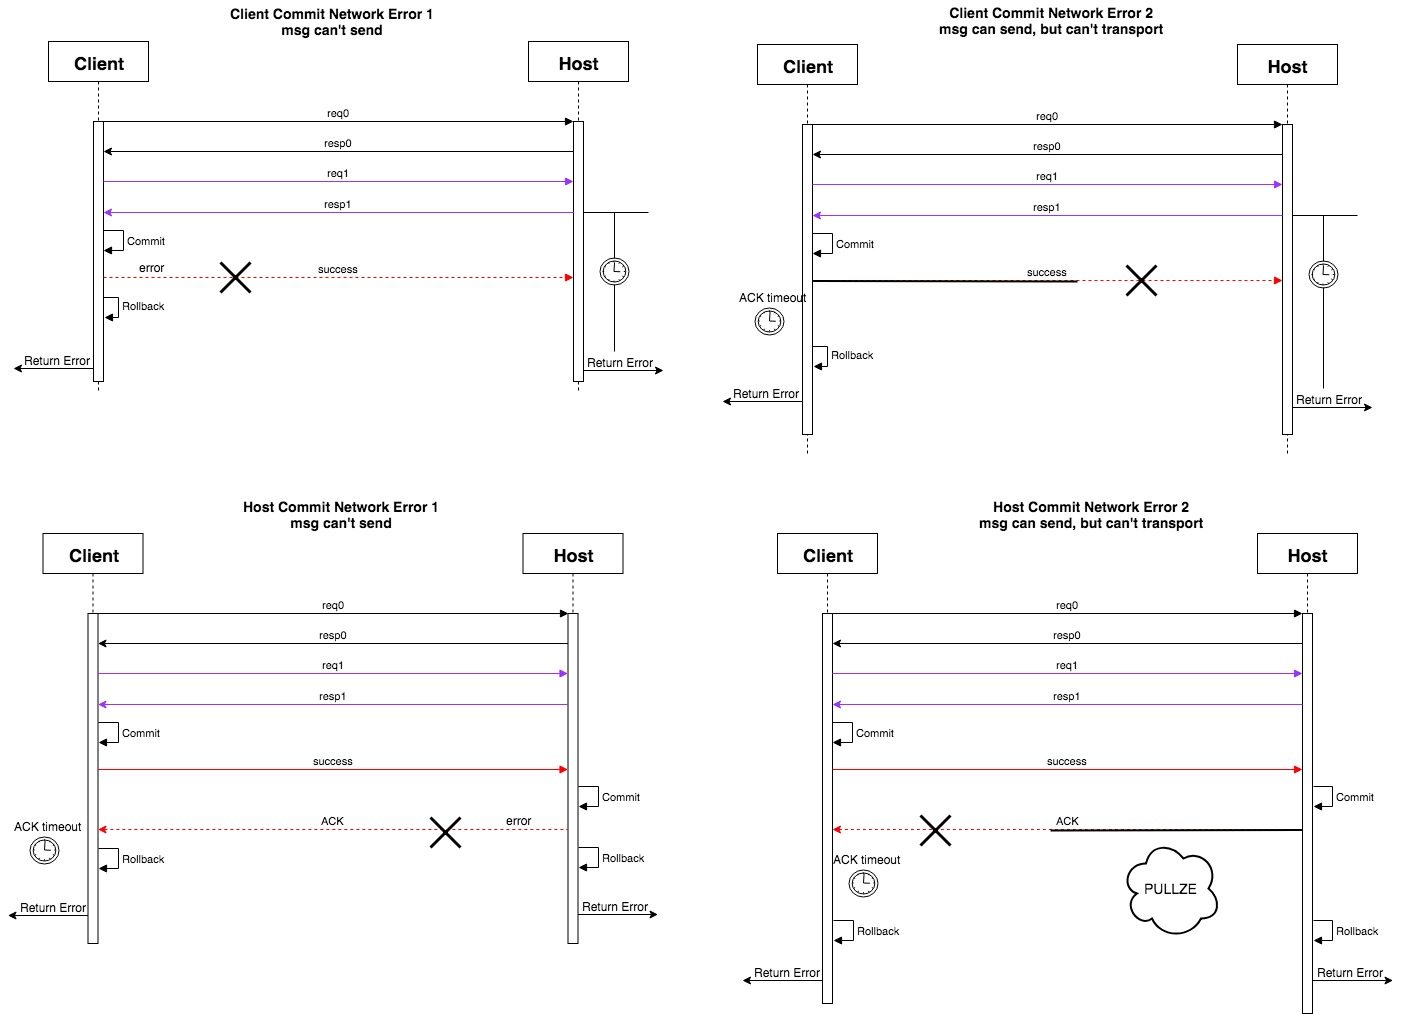 Client Commit Network Error 1
msg can't send
Client
Host
req0
resp0
req1
resp1
Commit
error
success
Rollback
Return Error
Return Error
Client Commit Network Error 2
msg can send, but can't transport
Client
Host
req0
resp0
req1
resp1
Commit
success
ACK timeout
Rollback
Return Error
Return Error
Host Commit Network Error 1
msg can't send
Client
Host
req0
resp0
req1
resp1
Commit
success
Commit
ACK
error
ACK timeout
Rollback
Rollback
Return Error
Return Error
Host Commit Network Error 2
msg can send, but can't transport
Client
Host
req0
resp0
req1
resp1
Commit
success
Commit
ACK
ACK timeout
PULLZE
Rollback
Rollback
Return Error
Return Error